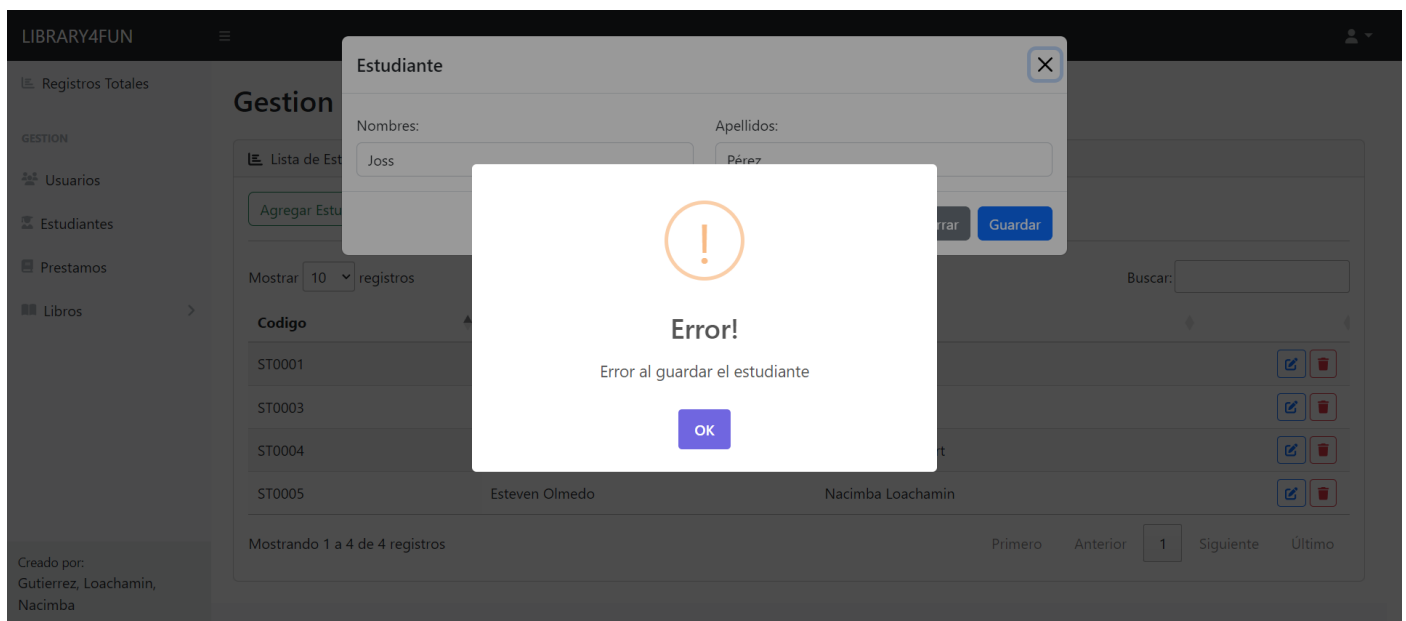 LIBRARY4FUN
Estudiante
Registros Totales
Gestion
Nombres:
Apellidos:
GESTION
Lista de Est
Joss
Pérez
Usuarios
Agregar Estu
rrar
Guardar
Estudiantes
Prestamos
Mostrar 10 registros
Buscar:
Libros
Codigo
Error!
ST0001
Error al guardar el estudiante
ST0003
OK
ST0004
rt
ST0005 Esteven Olmedo Nacimba Loachamin
Mostrando 1 a 4 de 4 registros
Primero Anterior 1 Siguiente Último
Creado por:
Gutierrez, Loachamin,
Nacimba